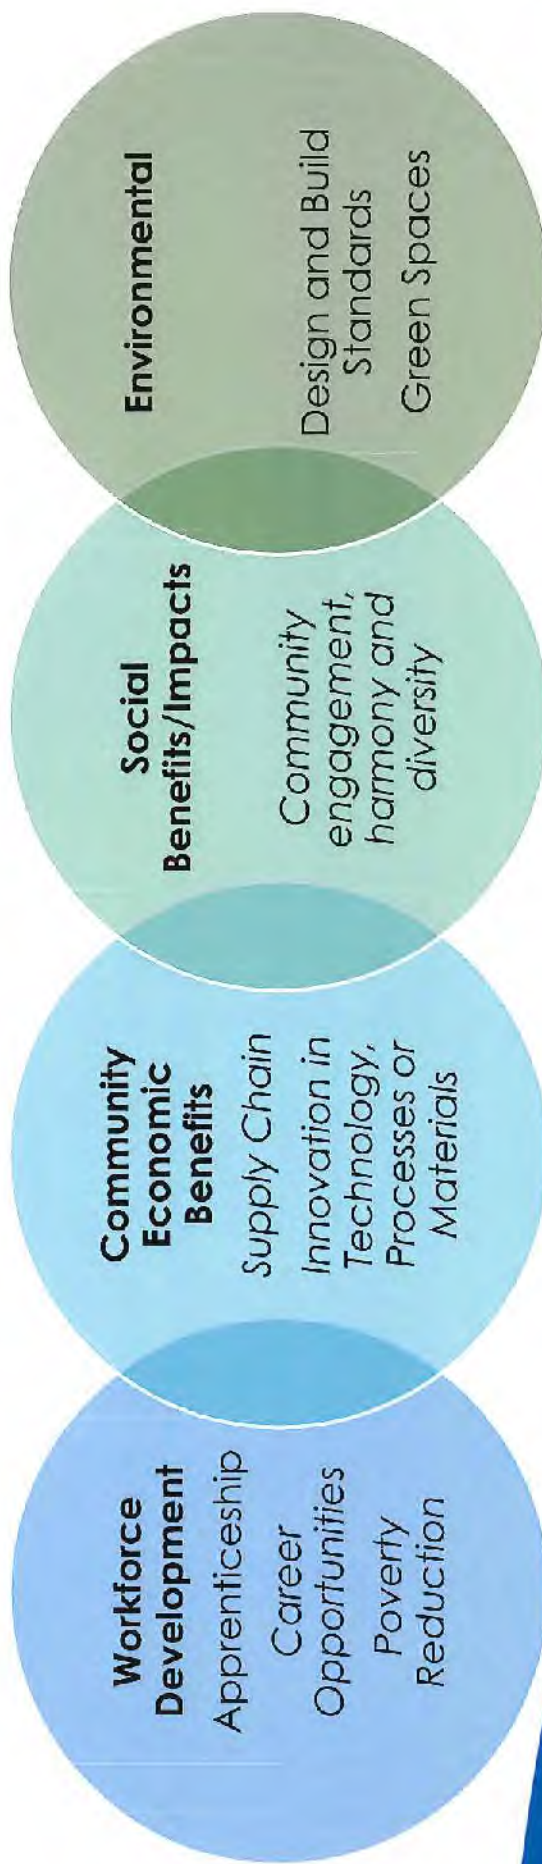 Workforce
Development
Apprenticeship
Career
Opportunities
Poverty
Reduction
Community
Economic
Benefits
Supply Chain
Innovation in
Technology,
Processes or
Materials
Social
Benefits/Impacts
Community
engagement,
harmony and
diversity
Environmental
Design and Build
Standards
Green Spaces